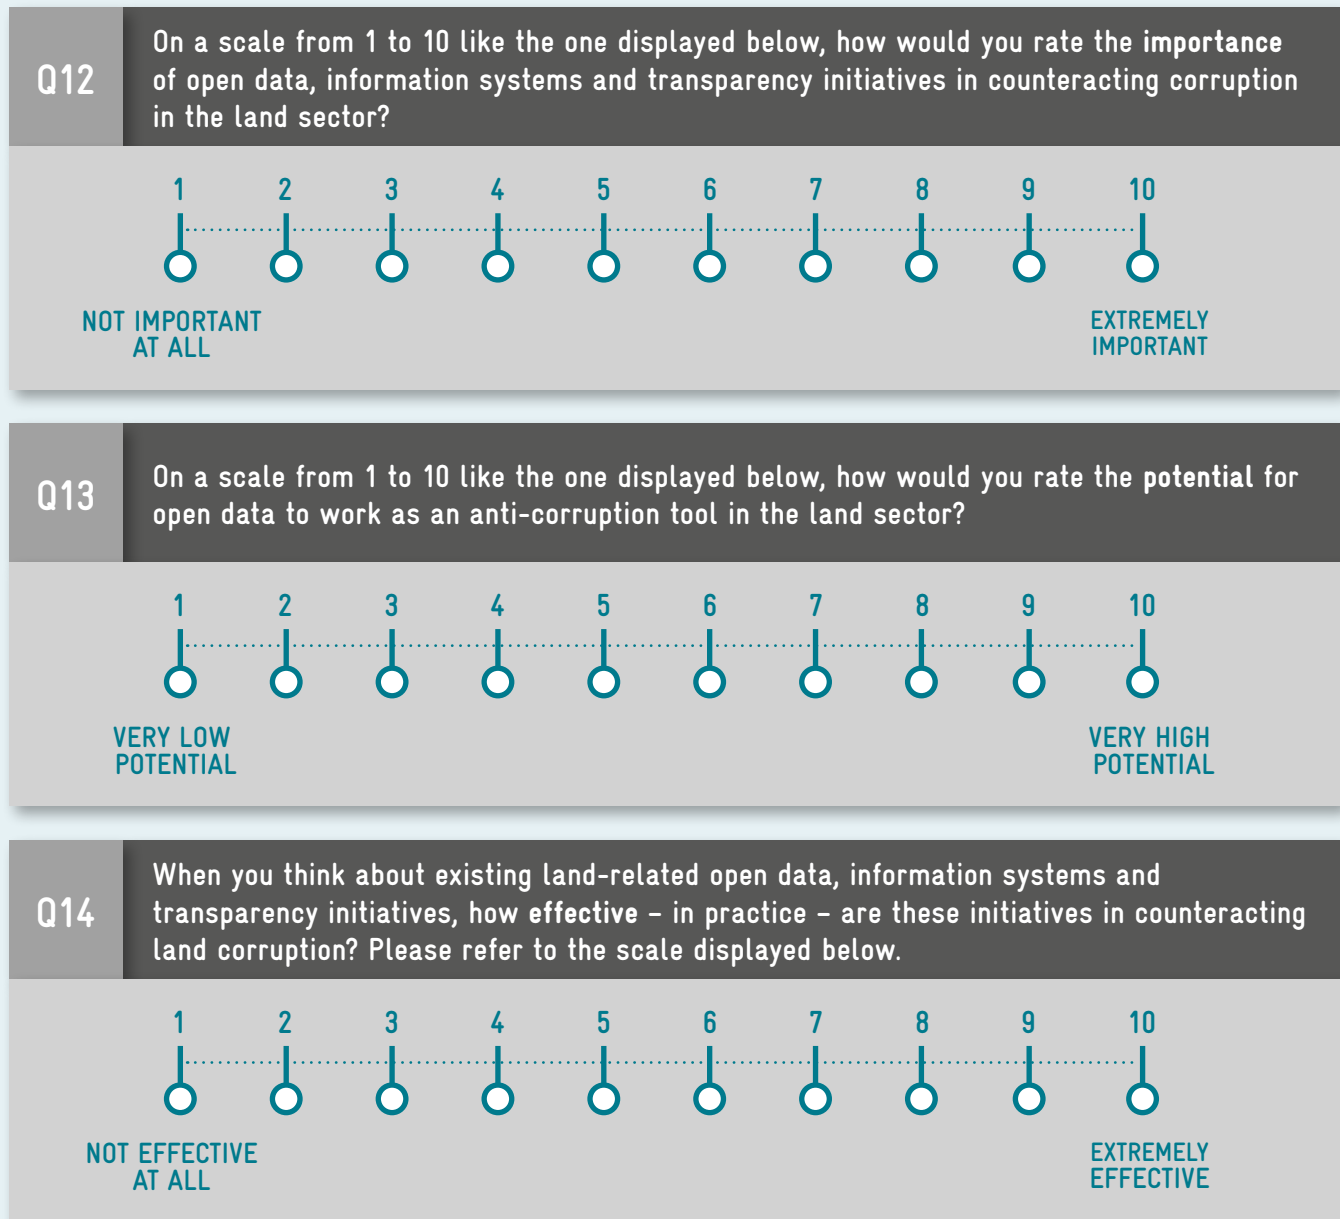 Q12
On a scale from 1 to 10 like the one displayed below, how would you rate the importance
of open data, information systems and transparency initiatives in counteracting corruption
in the land sector?
1 2 3 4 5 6 7 8 9 10
NOT IMPORTANT
AT ALL
EXTREMELY
IMPORTANT
Q13
On a scale from 1 to 10 like the one displayed below, how would you rate the potential for
open data to work as an anti-corruption tool in the land sector?
1 2 3 4 5 6 7 8 9 10
VERY LOW
POTENTIAL
VERY HIGH
POTENTIAL
Q14
When you think about existing land-related open data, information systems and
transparency initiatives, how effective – in practice – are these initiatives in counteracting
land corruption? Please refer to the scale displayed below.
1 2 3 4 5 6 7 8 9 10
NOT EFFECTIVE
AT ALL
EXTREMELY
EFFECTIVE